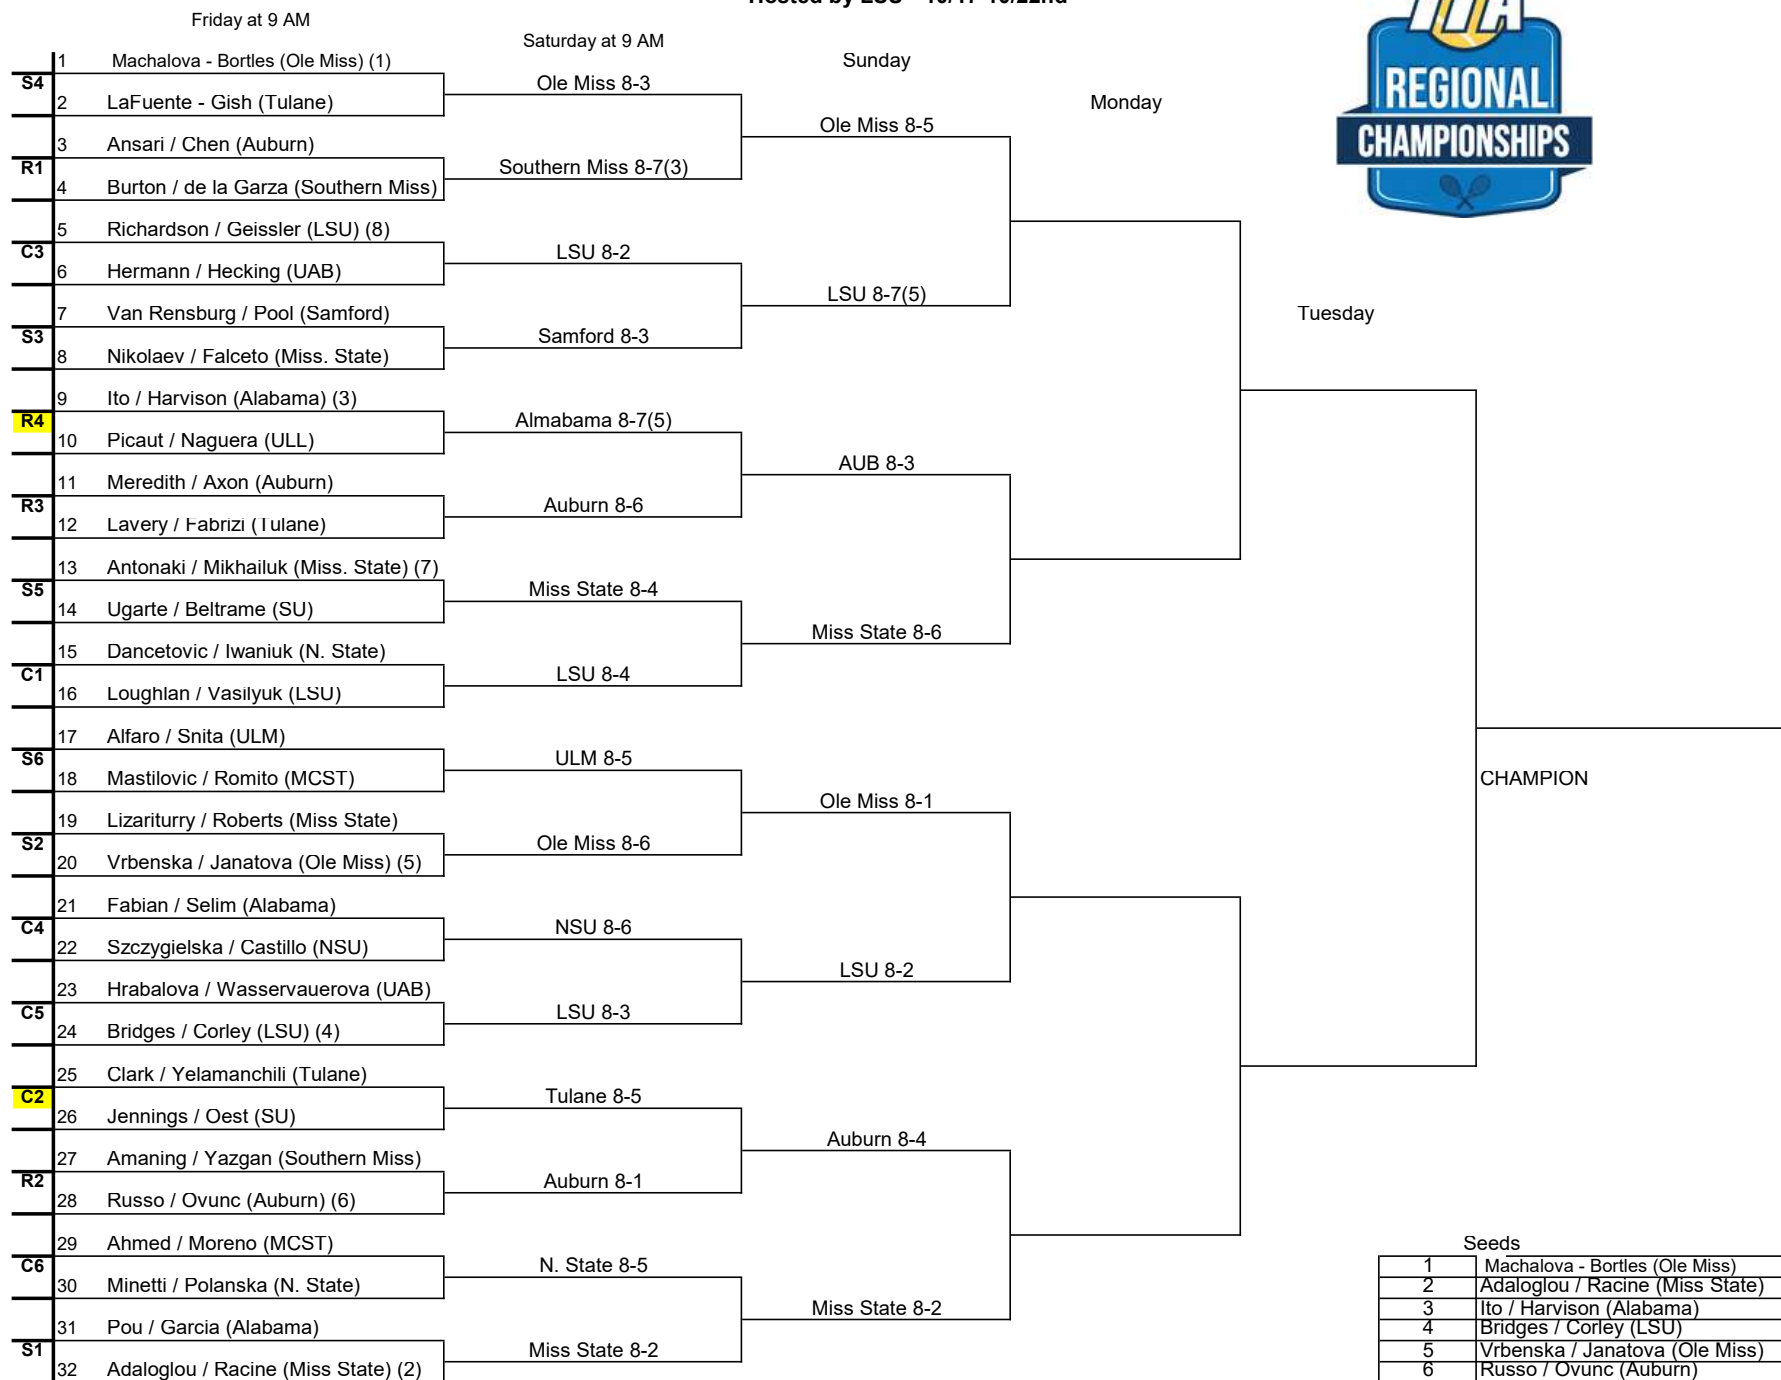 Hosted by LSU - 10/17-10/22nd
Friday at 9 AM
Saturday at 9 AM
Sunday
Monday
Tuesday
ITA
REGIONAL
CHAMPIONSHIPS
1 Machalova - Bortles (Ole Miss) (1)
S4
Ole Miss 8-3
2 LaFuente - Gish (Tulane)
Ole Miss 8-5
3 Ansari / Chen (Auburn)
R1
Southern Miss 8-7(3)
4 Burton / de la Garza (Southern Miss)
5 Richardson / Geissler (LSU) (8)
C3
LSU 8-2
6 Hermann / Hecking (UAB)
LSU 8-7(5)
7 Van Rensburg / Pool (Samford)
S3
Samford 8-3
8 Nikolaev / Falceto (Miss. State)
9 Ito / Harvison (Alabama) (3)
R4
Almabama 8-7(5)
10 Picaut / Naguera (ULL)
AUB 8-3
11 Meredith / Axon (Auburn)
R3
Auburn 8-6
12 Lavery / Fabrizi (Tulane)
13 Antonaki / Mikhailuk (Miss. State) (7)
S5
Miss State 8-4
14 Ugarte / Beltrame (SU)
Miss State 8-6
15 Dancetovic / Iwaniuk (N. State)
C1
LSU 8-4
16 Loughlan / Vasilyuk (LSU)
17 Alfaro / Snita (ULM)
S6
ULM 8-5
18 Mastilovic / Romito (MCST)
CHAMPION
Ole Miss 8-1
19 Lizariturry / Roberts (Miss State)
S2
Ole Miss 8-6
20 Vrbenska / Janatova (Ole Miss) (5)
21 Fabian / Selim (Alabama)
C4
NSU 8-6
22 Szczygielska / Castillo (NSU)
LSU 8-2
23 Hrabalova / Wasservauerova (UAB)
C5
LSU 8-3
24 Bridges / Corley (LSU) (4)
25 Clark / Yelamanchili (Tulane)
C2
Tulane 8-5
26 Jennings / Oest (SU)
Auburn 8-4
27 Amaning / Yazgan (Southern Miss)
R2
Auburn 8-1
28 Russo / Ovunc (Auburn) (6)
29 Ahmed / Moreno (MCST)
C6
N. State 8-5
30 Minetti / Polanska (N. State)
Miss State 8-2
31 Pou / Garcia (Alabama)
S1
Miss State 8-2
32 Adaloglou / Racine (Miss State) (2)
Seeds
1 Machalova - Bortles (Ole Miss)
2 Adaloglou / Racine (Miss State)
3 Ito / Harvison (Alabama)
4 Bridges / Corley (LSU)
5 Vrbenska / Janatova (Ole Miss)
6 Russo / Ovunc (Auburn)